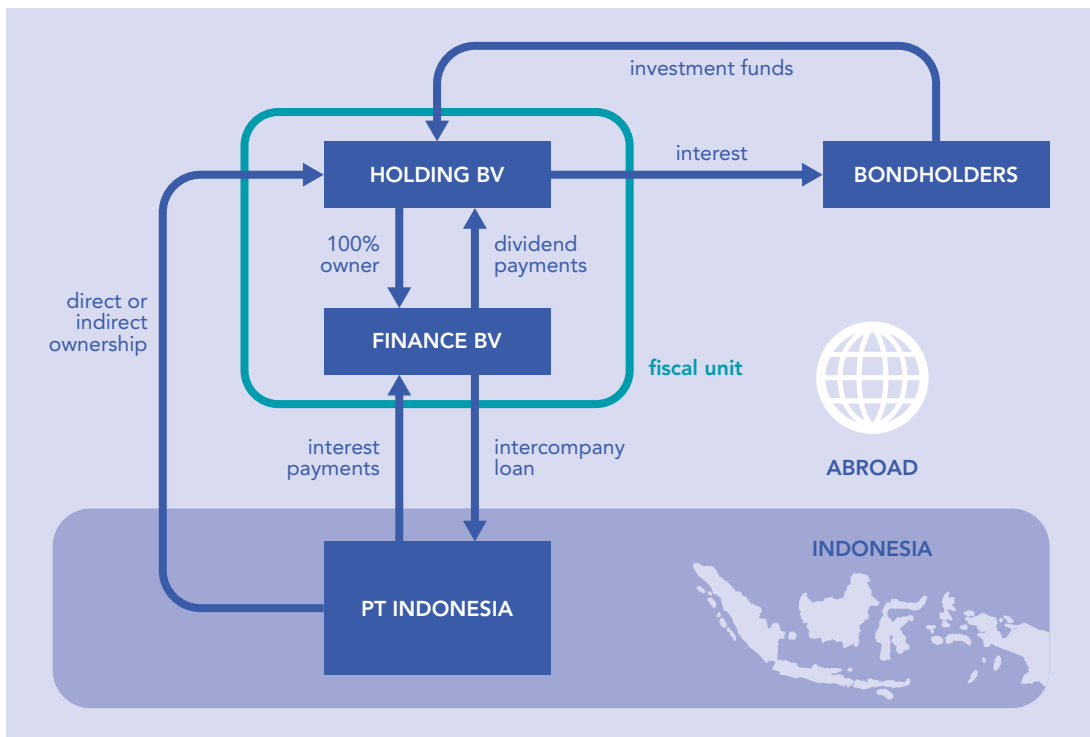 investment funds
HOLDING BV
interest
BONDHOLDERS
100%
owner
dividend
payments
direct or
indirect
ownership
FINANCE BV
fiscal unit
interest
payments
intercompany
loan
ABROAD
INDONESIA
PT INDONESIA